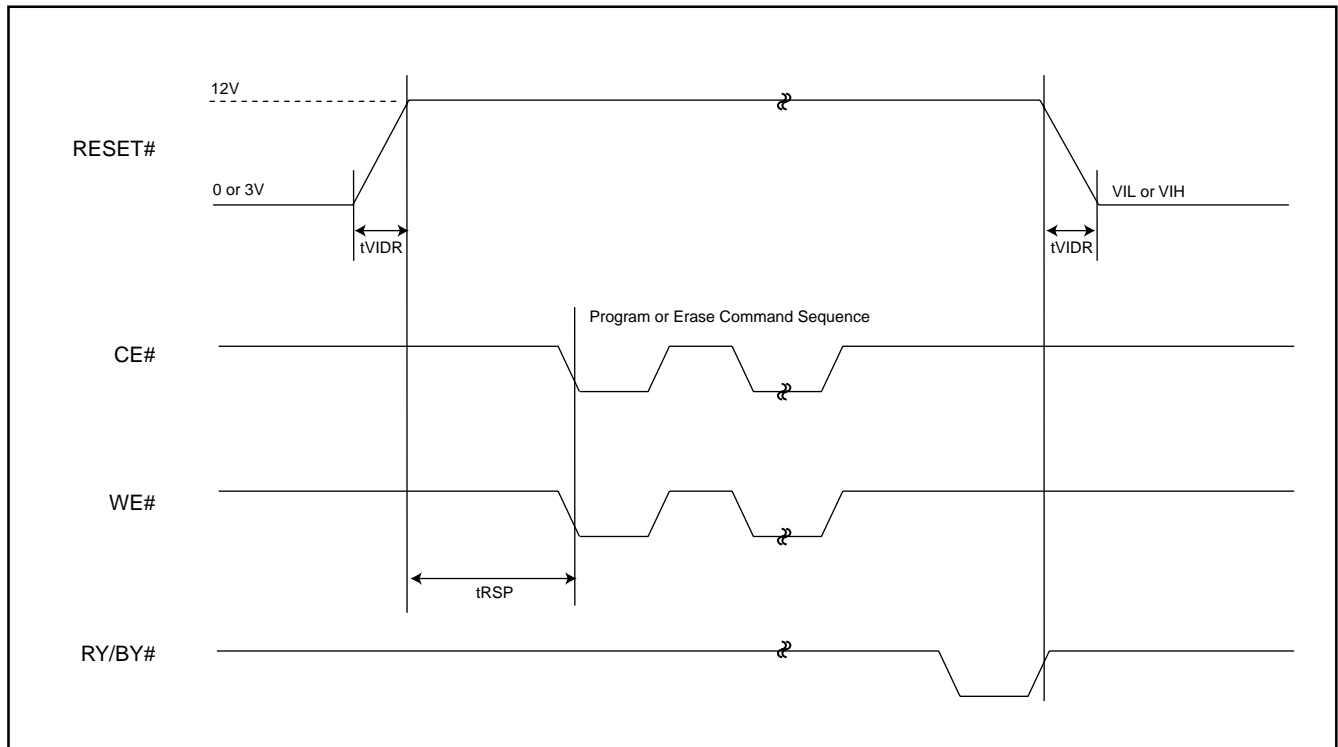 12V
RESET#
0 or 3V
VIL or VIH
tVIDR
tVIDR
Program or Erase Command Sequence
CE#
WE#
tRSP
RY/BY#